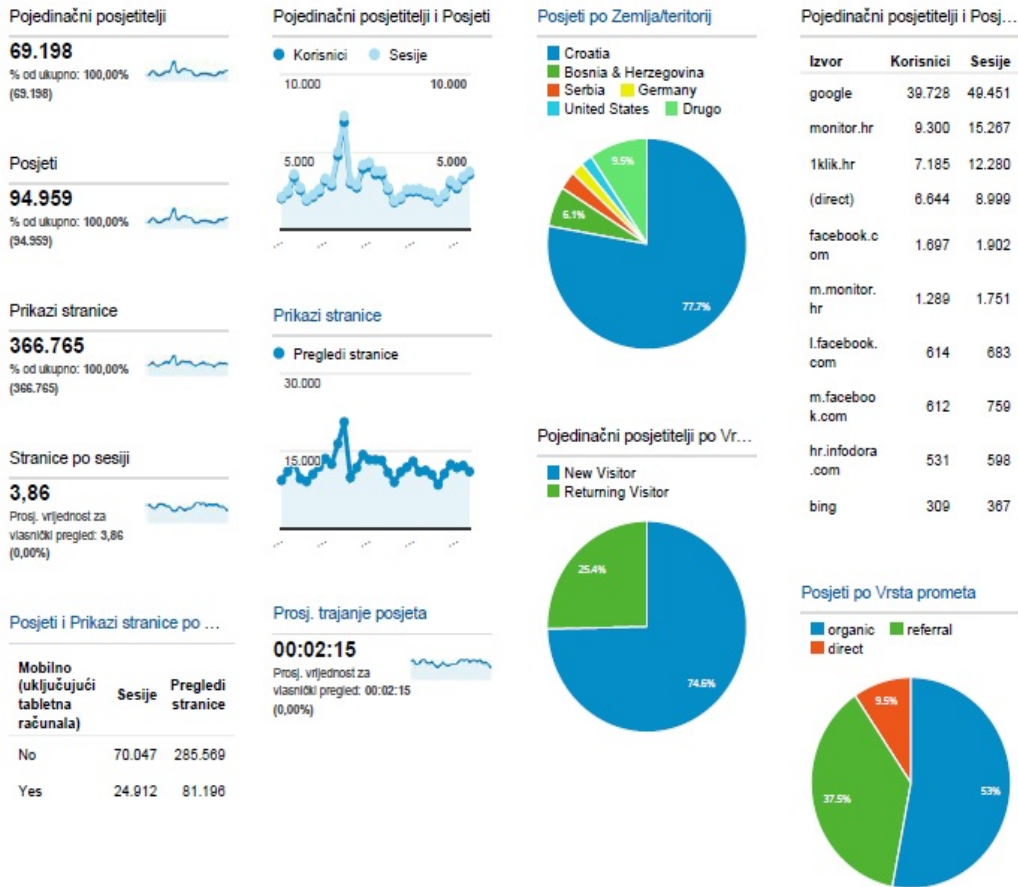 Pojedinačni posjetitelji
69.198
% od ukupno: 100,00%
(69.198)
Posjeti
94.959
% od ukupno: 100,00%
(94.959)
Prikazi stranice
366.765
% od ukupno: 100,00%
(366.765)
Stranice po sesiji
3,86
Prosj. vrijednost za
vlasnički pregled: 3,86
(0,00%)
Posjeti i Prikazi stranice po ...
Mobilno
(uključujući
tabletna
računala)
Sesije
Pregledi
stranice
No 70.047 285.569
Yes 24.912 81.196
Pojedinačni posjetitelji i Posjeti
Korisnici Sesije
10.000 10.000
5.000 5.000
Prikazi stranice
Pregledi stranice
30.000
15.000
Prosj. trajanje posjeta
00:02:15
Prosj. vrijednost za
vlasnički pregled: 00:02:15
(0,00%)
Posjeti po Zemlja/teritorij
Croatia
Bosnia & Herzegovina
Serbia Germany
United States Drugo
9.5%
6.1%
77.7%
Pojedinačni posjetitelji po Vr...
New Visitor
Returning Visitor
25.4%
74.6%
Pojedinačni posjetitelji i Posj...
Izvor Korisnici Sesije
google 39.728 49.451
monitor.hr 9.300 15.267
1klik.hr 7.185 12.280
(direct) 6.644 8.999
facebook.c
om 1.697 1.902
m.monitor.
hr 1.289 1.751
l.facebook.
com 614 683
m.faceboo
k.com 612 759
hr.infodora
.com 531 598
bing 309 367
Posjeti po Vrsta prometa
organic referral
direct
9.5%
37.5%
53%